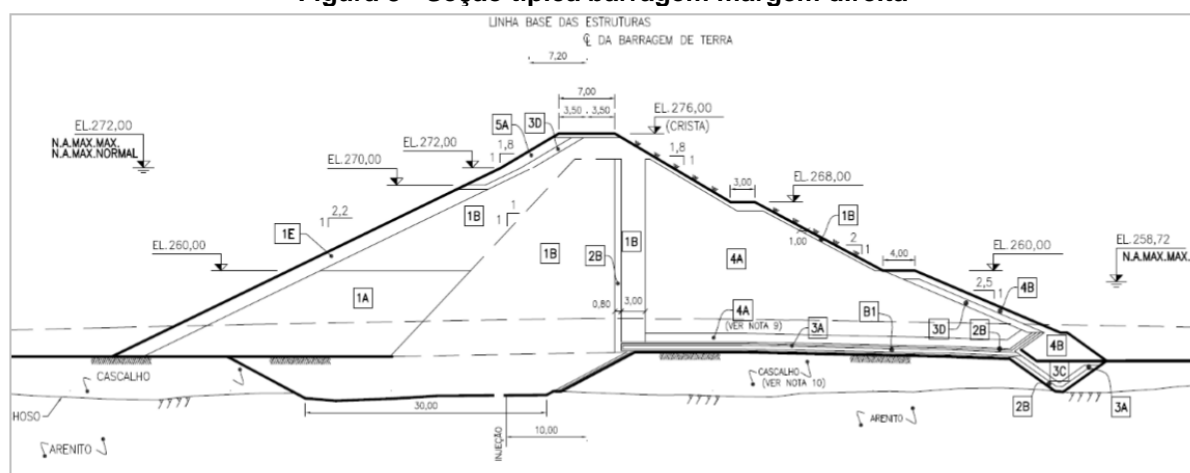 Figura 3 - Seção típica barragem margem direita
LINHA BASE DAS ESTRUTURAS
℄ DA BARRAGEM DE TERRA
7,20
7,00
3,50
3,50
EL.276,00
(CRISTA)
EL.272,00
N.A.MAX.MAX.
N.A.MAX.NORMAL
5A
3D
EL.272,00
1,8
1
1,8
1
EL.270,00
3,00
EL.268,00
2,2
1
1B
1
1
1B
1E
1,00
2
1
EL.260,00
1B
2B
1B
4A
4,00
EL.260,00
EL.258,72
N.A.MAX.MAX.
1A
0,80
3,00
2,5
1
4B
4A
(VER NOTA 9)
3A
B1
3D
2B
4B
CASCALHO
CASCALHO
(VER NOTA 10)
3C
HOSO
30,00
2B
3A
ARENITO
INJEÇÃO
10,00
ARENITO